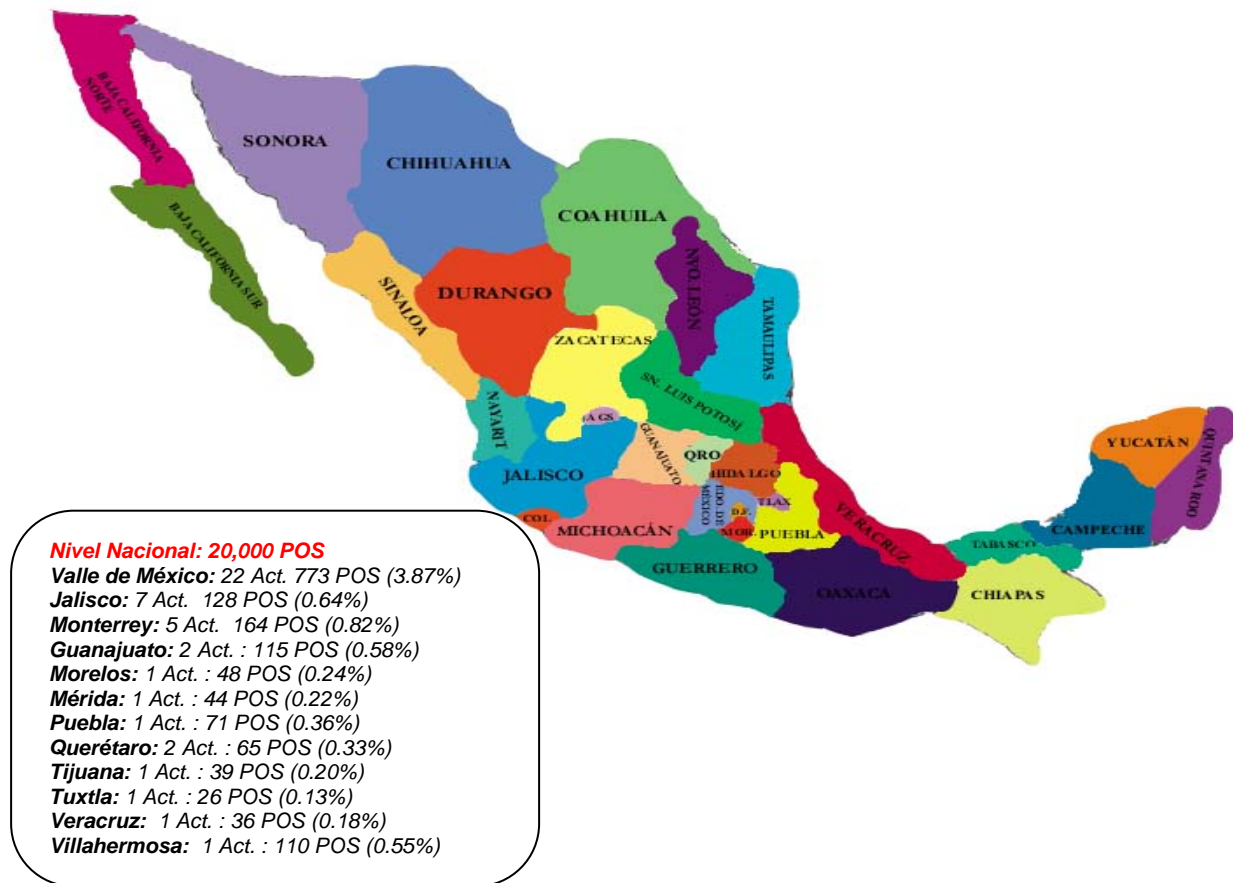 BAJA CALIFORNIA
NORTE
SONORA
CHIHUAHUA
COAHUILA
BAJA CALIFORNIA SUR
SINALOA
DURANGO
NVO. LEÓN
TAMAULIPAS
ZACATECAS
SN. LUIS POTOSÍ
NAYARIT
AGS.
GUANAJUATO
QRO
HIDALGO
JALISCO
EDO. DE
MÉXICO
TLAX
D.F.
COL
MICHOACÁN
MOR.
PUEBLA
VERACRUZ
YUCATÁN
QUINTANA ROO
CAMPECHE
TABASCO
GUERRERO
OAXACA
CHIAPAS
Nivel Nacional: 20,000 POS
Valle de México: 22 Act. 773 POS (3.87%)
Jalisco: 7 Act. 128 POS (0.64%)
Monterrey: 5 Act. 164 POS (0.82%)
Guanajuato: 2 Act. : 115 POS (0.58%)
Morelos: 1 Act. : 48 POS (0.24%)
Mérida: 1 Act. : 44 POS (0.22%)
Puebla: 1 Act. : 71 POS (0.36%)
Querétaro: 2 Act. : 65 POS (0.33%)
Tijuana: 1 Act. : 39 POS (0.20%)
Tuxtla: 1 Act. : 26 POS (0.13%)
Veracruz: 1 Act. : 36 POS (0.18%)
Villahermosa: 1 Act. : 110 POS (0.55%)